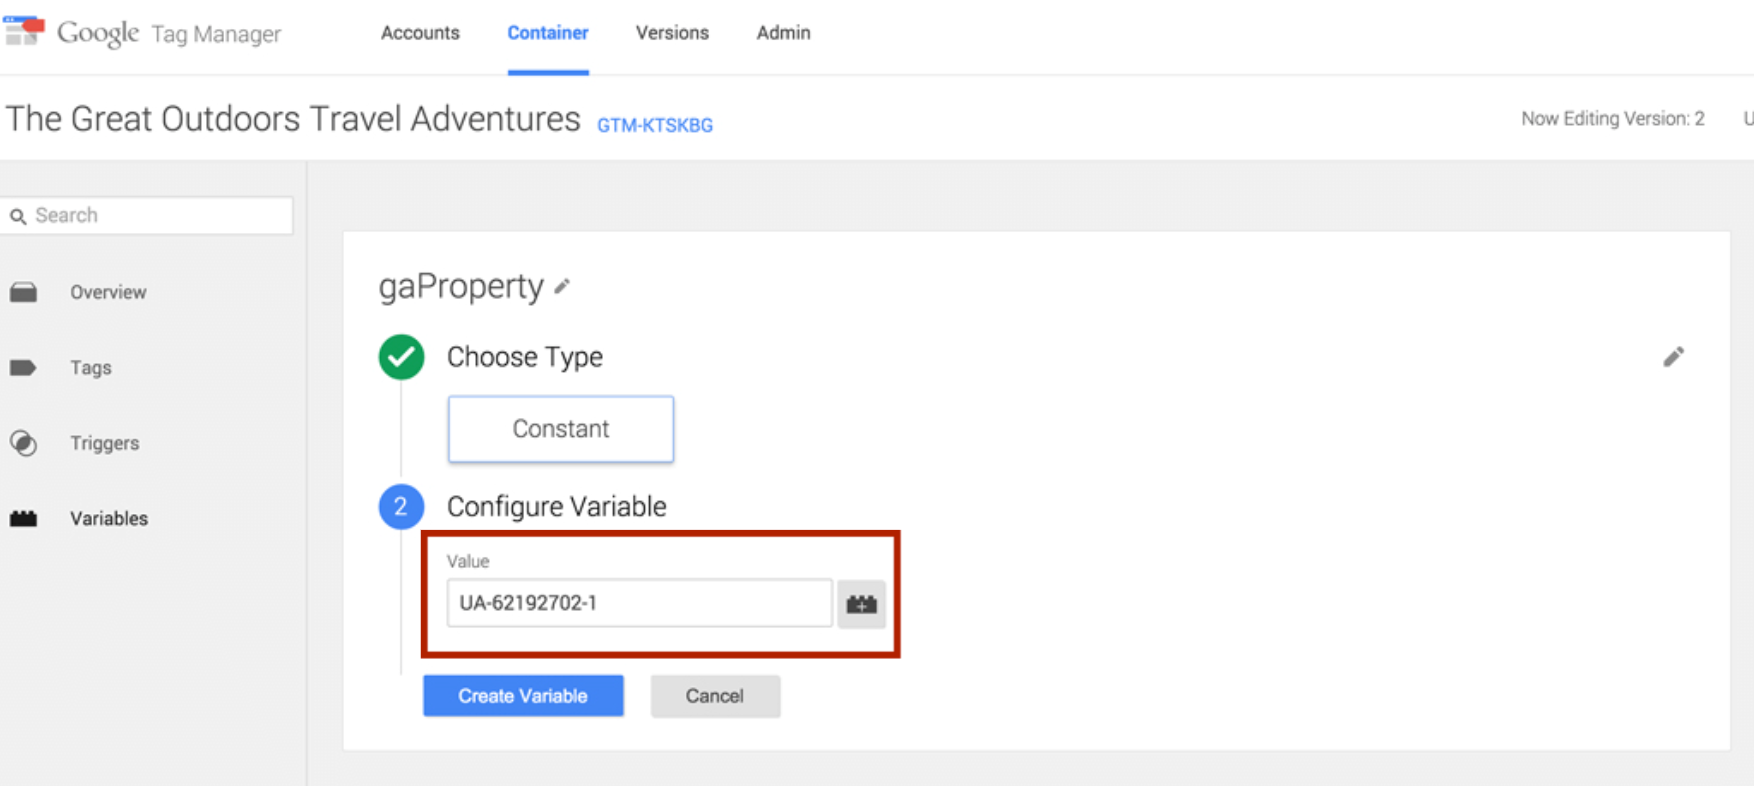 Google Tag Manager Accounts Container Versions Admin
The Great Outdoors Travel Adventures GTM-KTSKBG Now Editing Version: 2 U
Search
Overview
Tags
Triggers
Variables
gaProperty
Choose Type
Constant
2 Configure Variable
Value
UA-62192702-1
Create Variable Cancel